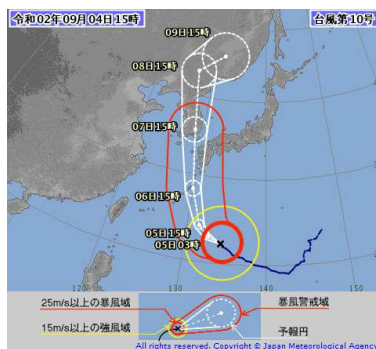 令和02年09月04日15時
台風第10号
09日15時
08日15時
07日15時
06日15時
05日15時
05日03時
120
130
140
150
25m/s以上の暴風域
暴風警戒域
15m/s以上の強風域
予報円
All rights reserved. Copyright © Japan Meteorological Agency